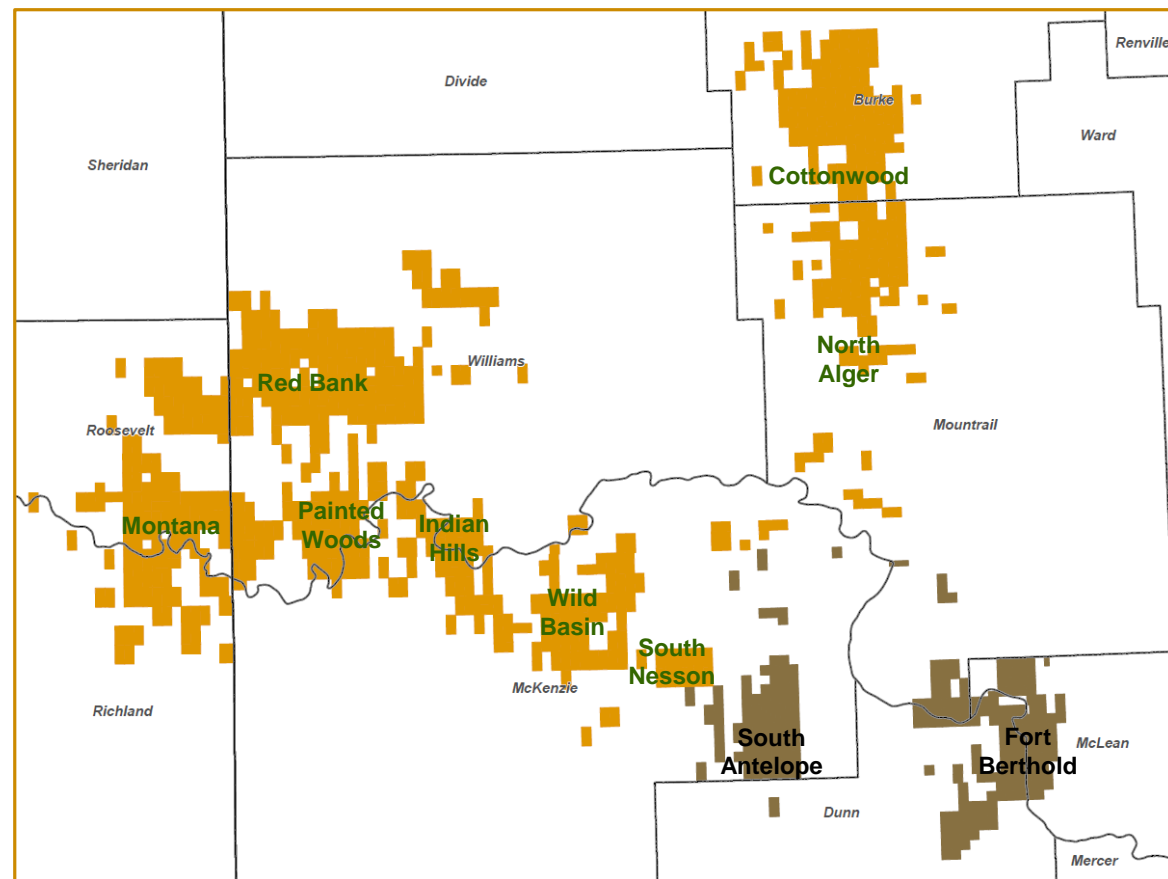 Renville
Divide
Burke
Ward
Sheridan
Cottonwood
North
Alger
Williams
Red Bank
Mountrail
Roosevelt
Painted
Woods
Indian
Hills
Montana
Wild
Basin
South
Nesson
McKenzie
Richland
South
Antelope
Fort
Berthold
McLean
Dunn
Mercer